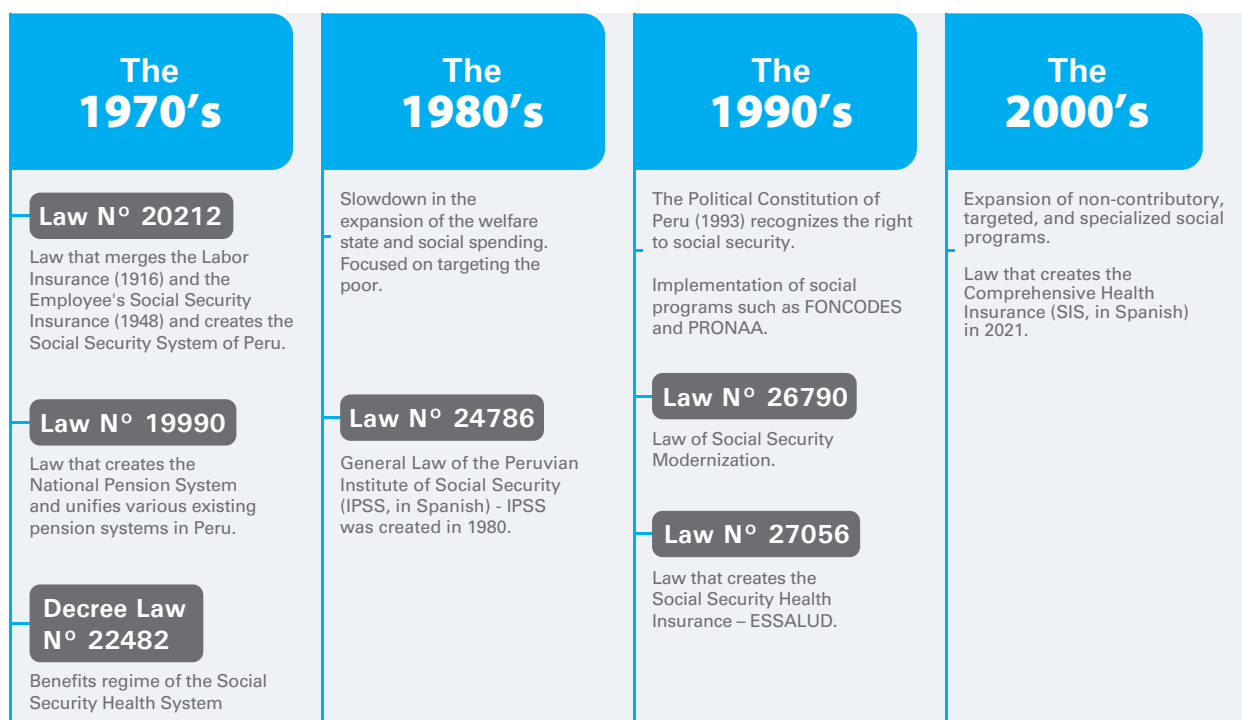 The
1970's
Law Nº 20212
Law that merges the Labor
Insurance (1916) and the
Employee's Social Security
Insurance (1948) and creates the
Social Security System of Peru.
Law Nº 19990
Law that creates the
National Pension System
and unifies various existing
pension systems in Peru.
Decree Law
Nº 22482
Benefits regime of the Social
Security Health System
The
1980's
Slowdown in the
expansion of the welfare
state and social spending.
Focused on targeting the
poor.
Law Nº 24786
General Law of the Peruvian
Institute of Social Security
(IPSS, in Spanish) - IPSS
was created in 1980.
The
1990's
The Political Constitution of
Peru (1993) recognizes the right
to social security.
Implementation of social
programs such as FONCODES
and PRONAA.
Law Nº 26790
Law of Social Security
Modernization.
Law Nº 27056
Law that creates the
Social Security Health
Insurance – ESSALUD.
The
2000's
Expansion of non-contributory,
targeted, and specialized social
programs.
Law that creates the
Comprehensive Health
Insurance (SIS, in Spanish)
in 2021.